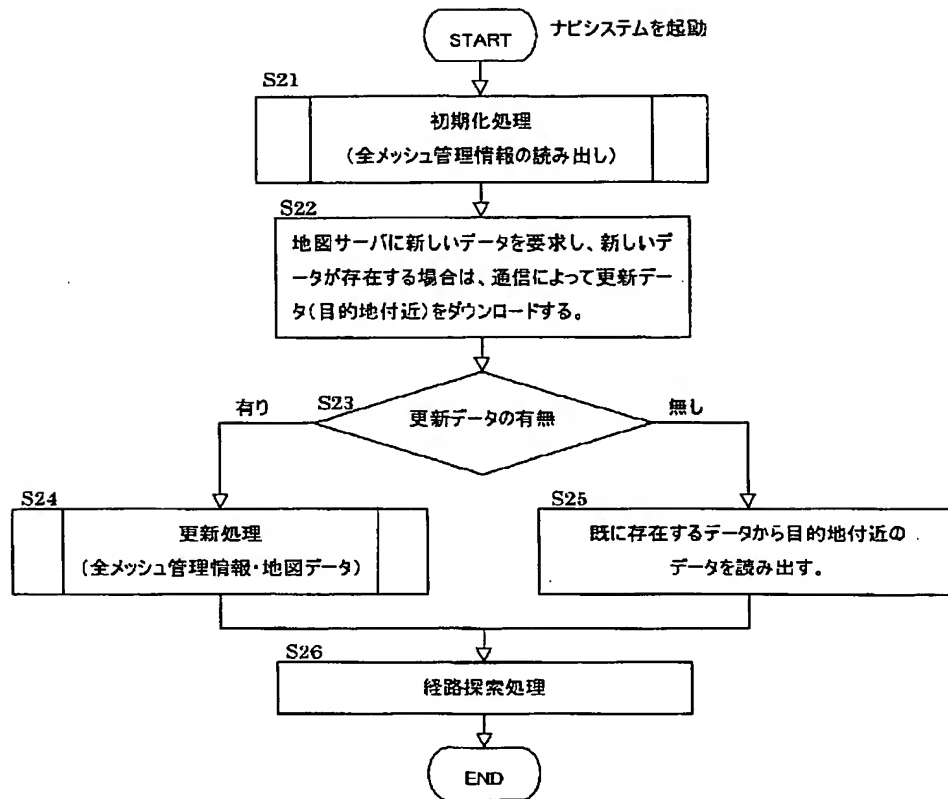 START
ナビシステムを起動
S21
初期化処理
(全メッシュ管理情報の読み出し)
S22
地図サーバに新しいデータを要求し、新しいデ
ータが存在する場合は、通信によって更新デー
タ(目的地付近)をダウンロードする。
S23
更新データの有無
有り
無し
S24
更新処理
(全メッシュ管理情報・地図データ)
S25
既に存在するデータから目的地付近の
データを読み出す。
S26
経路探索処理
END